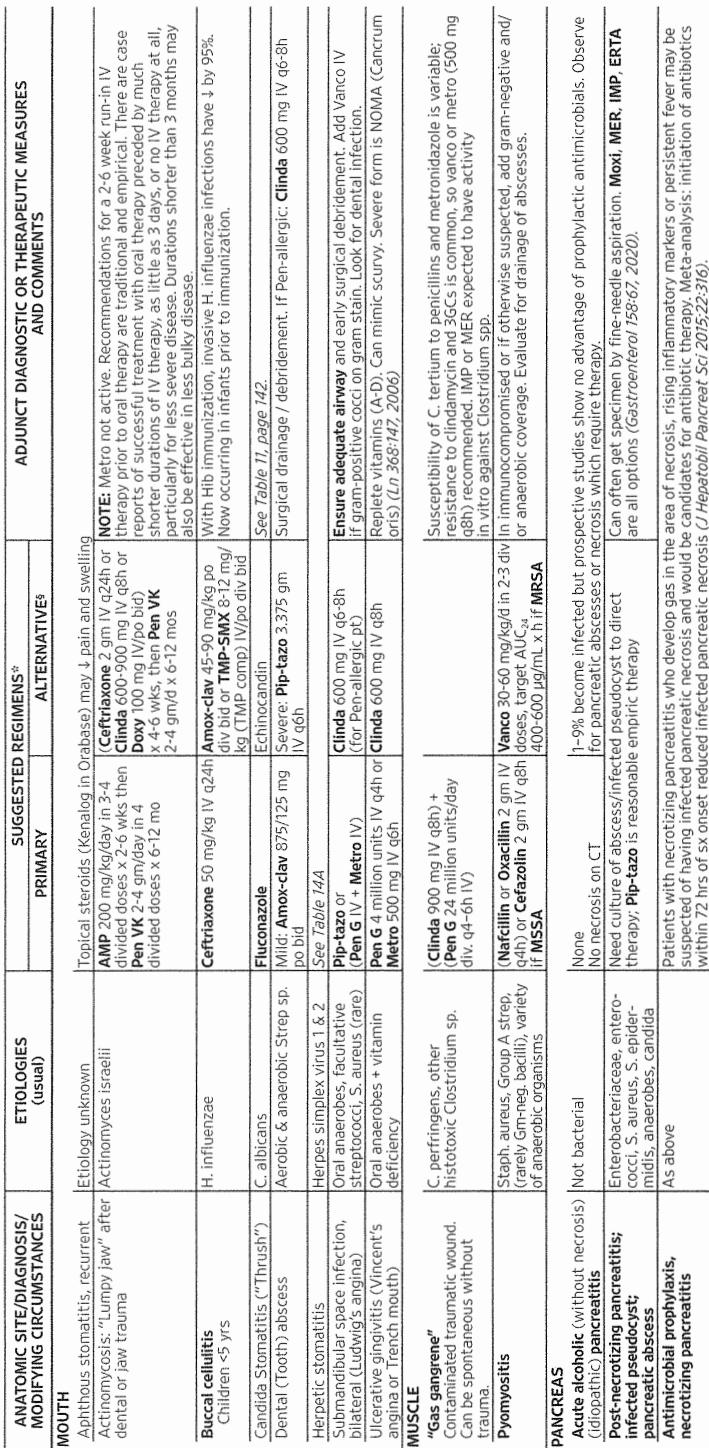 ANATOMIC SITE/DIAGNOSIS/
MODIFYING CIRCUMSTANCES
ETIOLOGIES
(usual)
SUGGESTED REGIMENS*
PRIMARY
ALTERNATIVE§
ADJUNCT DIAGNOSTIC OR THERAPEUTIC MEASURES
AND COMMENTS
MOUTH
Aphthous stomatitis, recurrent
Etiology unknown
Topical steroids (Kenalog in Orabase) may ↓ pain and swelling
Actinomycosis: "Lumpy jaw" after
dental or jaw trauma
Actinomyces israelii
AMP 200 mg/kg/day in 3-4
divided doses x 2-6 wks then
Pen VK 2-4 gm/day in 4
divided doses x 6-12 mo
(Ceftriaxone 2 gm IV q24h or
Clinda 600-900 mg IV q8h or
Doxy 100 mg IV/po bid)
x 4-6 wks, then Pen VK
2-4 gm/d x 6-12 mos
NOTE: Metro not active. Recommendations for a 2-6 week run-in IV
therapy prior to oral therapy are traditional and empirical. There are case
reports of successful treatment with oral therapy preceded by much
shorter durations of IV therapy, as little as 3 days, or no IV therapy at all,
particularly for less severe disease. Durations shorter than 3 months may
also be effective in less bulky disease.
Buccal cellulitis
Children <5 yrs
H. influenzae
Ceftriaxone 50 mg/kg IV q24h
Amox-clav 45-90 mg/kg po
div bid or TMP-SMX 8-12 mg/
kg (TMP comp) IV/po div bid
With Hib immunization, invasive H. influenzae infections have ↓ by 95%.
Now occurring in infants prior to immunization.
Candida Stomatitis ("Thrush")
C. albicans
Fluconazole
Echinocandin
See Table 11, page 142.
Dental (Tooth) abscess
Aerobic & anaerobic Strep sp.
Mild: Amox-clav 875/125 mg
po bid
Severe: Pip-tazo 3.375 gm
IV q6h
Surgical drainage / debridement. If Pen-allergic: Clinda 600 mg IV q6-8h
Herpetic stomatitis
Herpes simplex virus 1 & 2
See Table 14A
Submandibular space infection,
bilateral (Ludwig's angina)
Oral anaerobes, facultative
streptococci, S. aureus (rare)
Pip-tazo or
(Pen G IV + Metro IV)
Clinda 600 mg IV q6-8h
(for Pen-allergic pt)
Ensure adequate airway and early surgical debridement. Add Vanco IV
if gram-positive cocci on gram stain. Look for dental infection.
Ulcerative gingivitis (Vincent's
angina or Trench mouth)
Oral anaerobes + vitamin
deficiency
Pen G 4 million units IV q4h or
Metro 500 mg IV q6h
Clinda 600 mg IV q8h
Replete vitamins (A-D). Can mimic scurvy. Severe form is NOMA (Cancrum
oris) (Ln 368:147, 2006)
MUSCLE
"Gas gangrene"
Contaminated traumatic wound.
Can be spontaneous without
trauma.
C. perfringens, other
histotoxic Clostridium sp.
(Clinda 900 mg IV q8h) +
(Pen G 24 million units/day
div. q4–6h IV)
Susceptibility of C. tertium to penicillins and metronidazole is variable;
resistance to clindamycin and 3GCs is common, so vanco or metro (500 mg
q8h) recommended. IMP or MER expected to have activity
in vitro against Clostridium spp.
Pyomyositis
Staph. aureus, Group A strep,
(rarely Gm-neg. bacilli), variety
of anaerobic organisms
(Nafcillin or Oxacillin 2 gm IV
q4h) or Cefazolin 2 gm IV q8h
if MSSA
Vanco 30-60 mg/kg/d in 2-3 div
doses, target AUC24
400-600 µg/mL x h if MRSA
In immunocompromised or if otherwise suspected, add gram-negative and/
or anaerobic coverage. Evaluate for drainage of abscesses.
PANCREAS
Acute alcoholic (without necrosis)
(idiopathic) pancreatitis
Not bacterial
None
No necrosis on CT
1–9% become infected but prospective studies show no advantage of prophylactic antimicrobials. Observe
for pancreatic abscesses or necrosis which require therapy.
Post-necrotizing pancreatitis;
infected pseudocyst;
pancreatic abscess
Enterobacteriaceae, entero-
cocci, S. aureus, S. epider-
midis, anaerobes, candida
Need culture of abscess/infected pseudocyst to direct
therapy; Pip-tazo is reasonable empiric therapy
Can often get specimen by fine-needle aspiration. Moxi, MER, IMP, ERTA
are all options (Gastroenterol 158:67, 2020).
Antimicrobial prophylaxis,
necrotizing pancreatitis
As above
Patients with necrotizing pancreatitis who develop gas in the area of necrosis, rising inflammatory markers or persistent fever may be
suspected of having infected pancreatic necrosis and would be candidates for antibiotic therapy. Meta-analysis: initiation of antibiotics
within 72 hrs of sx onset reduced infected pancreatic necrosis (J Hepatobil Pancreat Sci 2015;22:316).